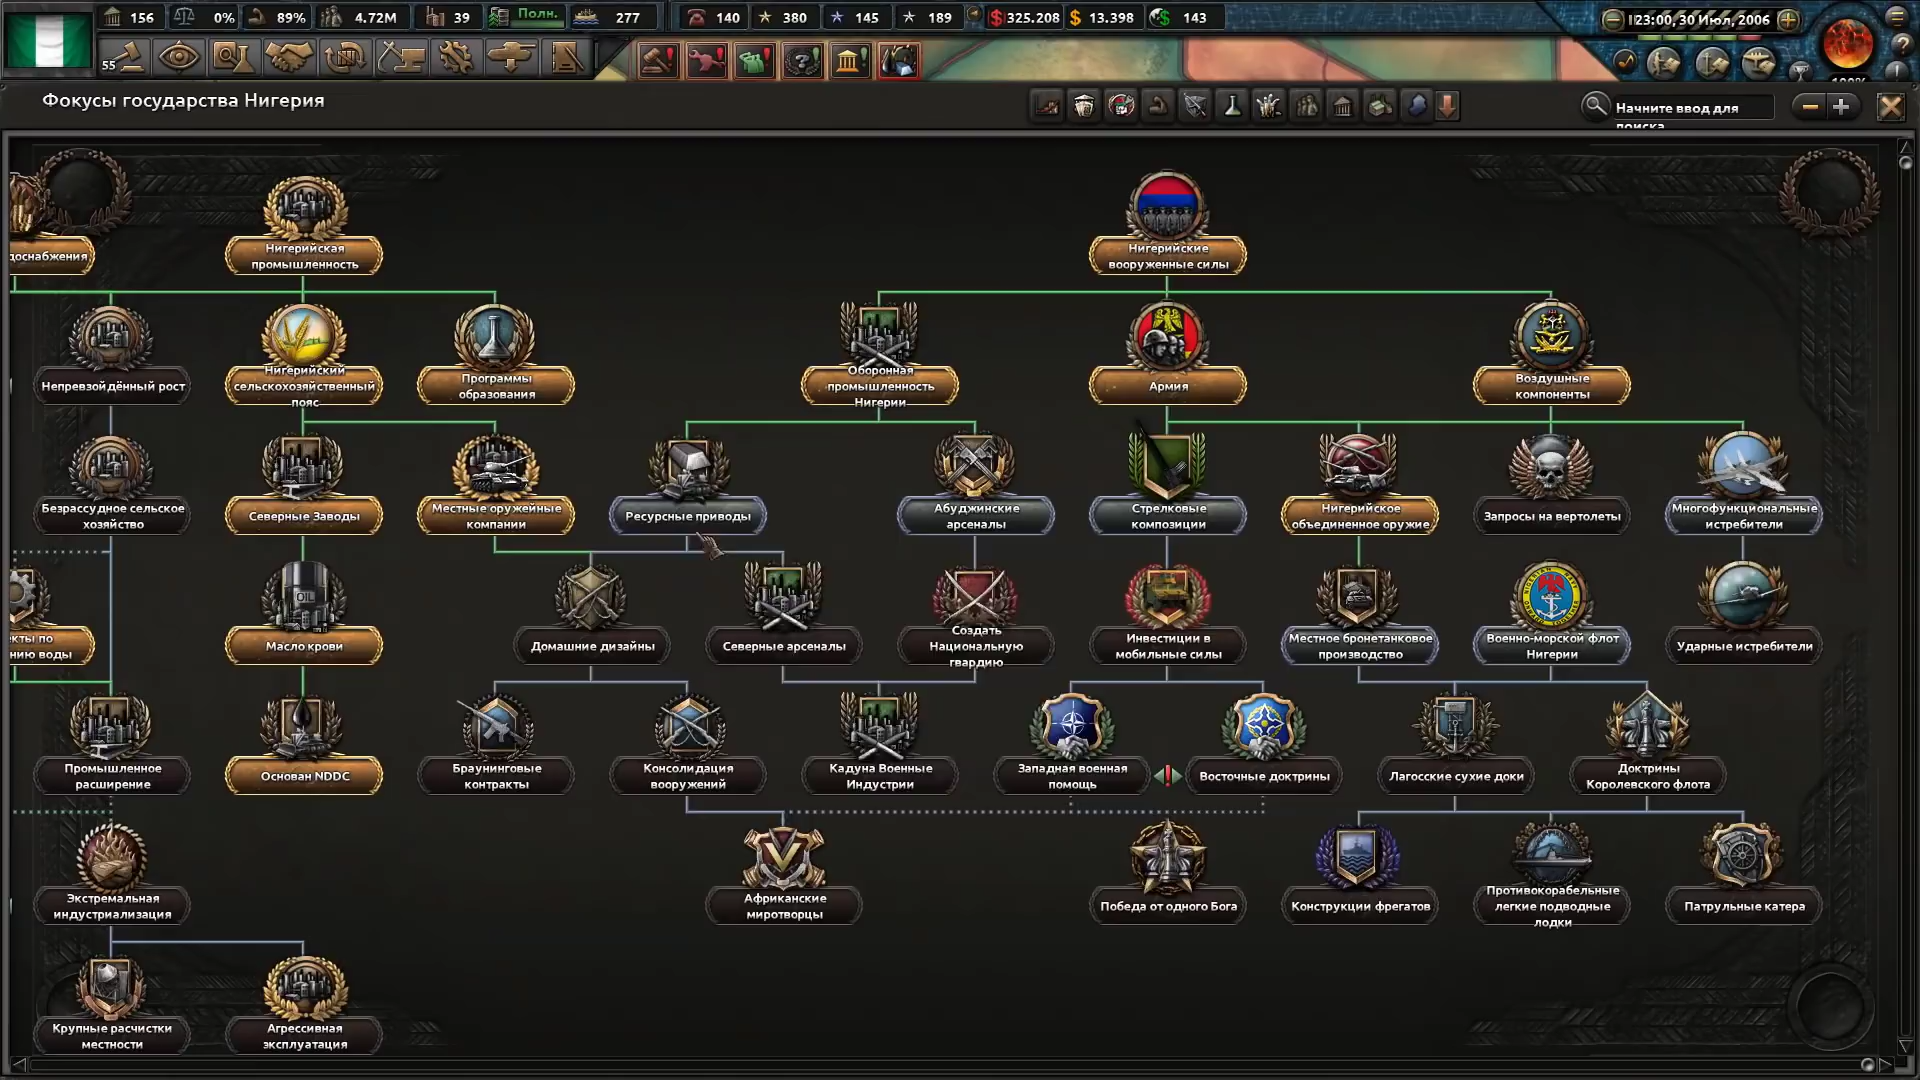 156
0%
89%
4.72M
39
Полн.
277
140
380
145
189
325.208
13.398
143
23:00, 30 Июл, 2006
55
Фокусы государства Нигерия
Начните ввод для
поиска
доснабжения
Нигерийская
промышленность
Нигерийские
вооруженные силы
Непревзойдённый рост
Нигерийский
сельскохозяйственный
пояс
Программы
образования
Оборонная
промышленность
Нигерии
Армия
Воздушные
компоненты
Безрассудное сельское
хозяйство
Северные Заводы
Местные оружейные
компании
Ресурсные приводы
Абуджинские
арсеналы
Стрелковые
композиции
Нигерийское
объединенное оружие
Запросы на вертолеты
Многофункциональные
истребители
екты по
нию воды
OIL
Масло крови
Домашние дизайны
Северные арсеналы
Создать
Национальную
гвардию
Инвестиции в
мобильные силы
Местное бронетанковое
производство
Военно-морской флот
Нигерии
Ударные истребители
Промышленное
расширение
Основан NDDC
Браунинговые
контракты
Консолидация
вооружений
Кадуна Военные
Индустрии
Западная военная
помощь
Восточные доктрины
Лагосские сухие доки
Доктрины
Королевского флота
Экстремальная
индустриализация
Африканские
миротворцы
Победа от одного Бога
Конструкции фрегатов
Противокорабельные
легкие подводные
лодки
Патрульные катера
Крупные расчистки
местности
Агрессивная
эксплуатация